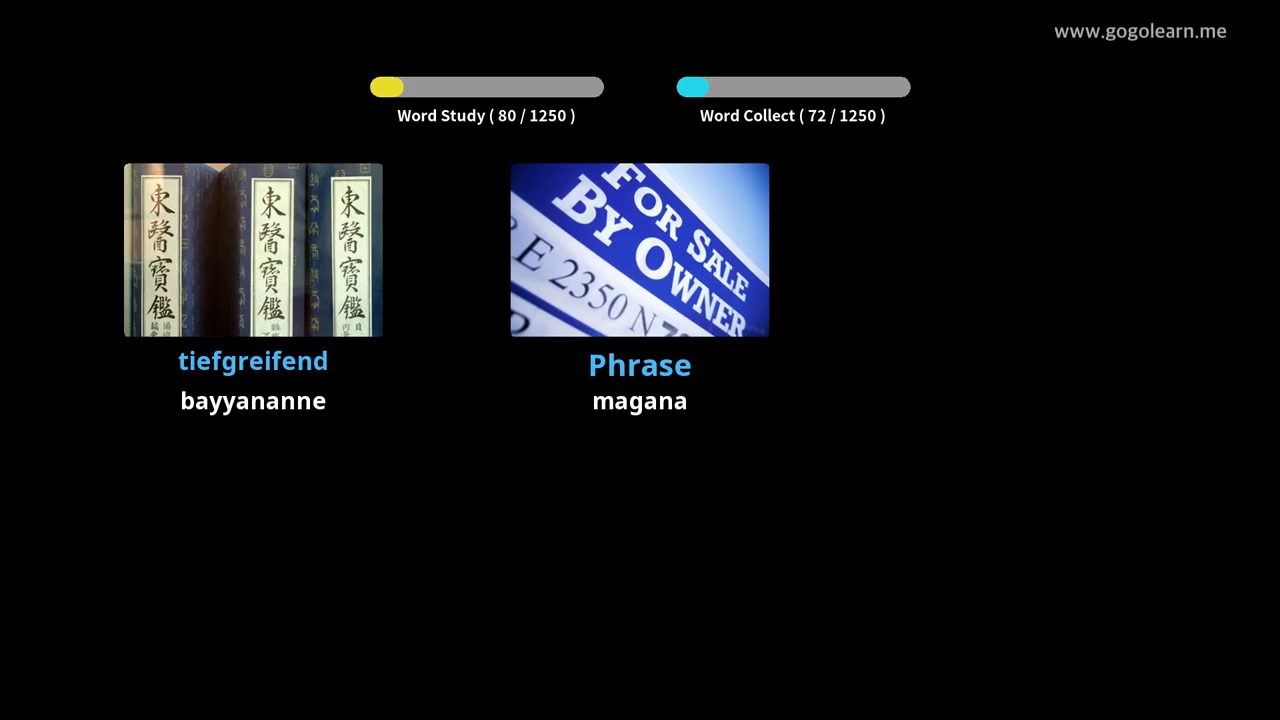 www.gogolearn.me
Word Study ( 80 / 1250 )
Word Collect ( 72 / 1250 )
東醫寶鑑
東醫寶鑑
東醫寶鑑
FOR SALE
BY OWNER
E 2350 N
tiefgreifend
Phrase
bayyananne
magana